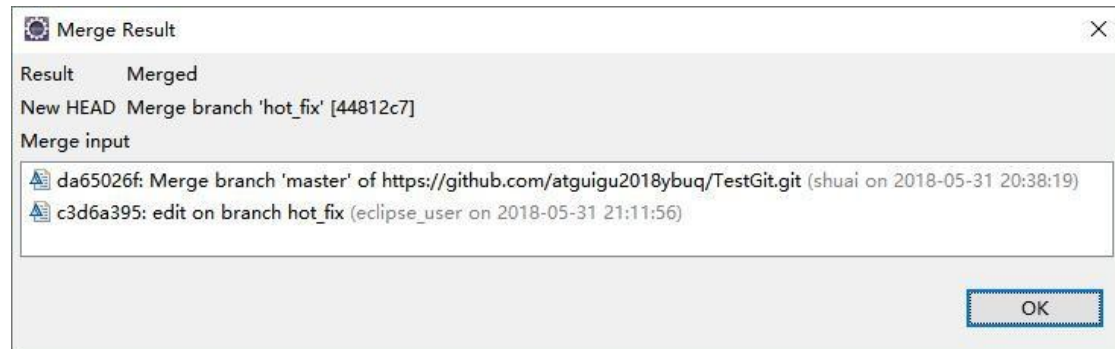 Merge Result
Result Merged
New HEAD Merge branch 'hot_fix' [44812c7]
Merge input
da65026f: Merge branch 'master' of https://github.com/atguigu2018ybuq/TestGit.git (shuai on 2018-05-31 20:38:19)
c3d6a395: edit on branch hot_fix (eclipse_user on 2018-05-31 21:11:56)
OK